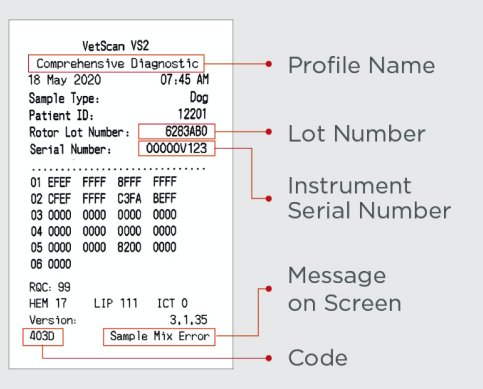 VetScan VS2
Comprehensive Diagnostic
18 May 2020 07:45 AM
Sample Type: Dog
Patient ID: 12201
Rotor Lot Number: 6283AB0
Serial Number: 00000V123
01 EFEF FFFF 8FFF FFFF
02 CFEF FFFF C3FA BEFF
03 0000 0000 0000 0000
04 0000 0000 0000 0000
05 0000 0000 8200 0000
06 0000
RQC: 99
HEM 17 LIP 111 ICT 0
Version: 3.1.35
403D Sample Mix Error
Profile Name
Lot Number
Instrument
Serial Number
Message
on Screen
Code